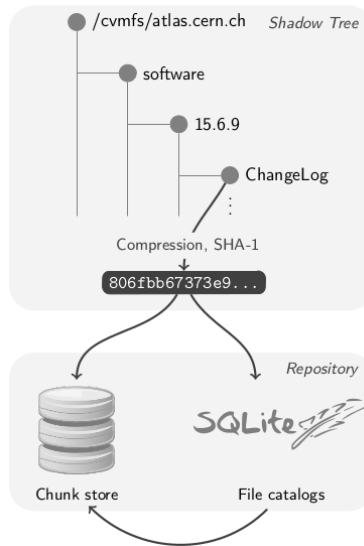 /cvmfs/atlas.cern.ch
Shadow Tree
software
15.6.9
ChangeLog
Compression, SHA-1
806fbb67373e9...
Repository
SQLite
Chunk store
File catalogs